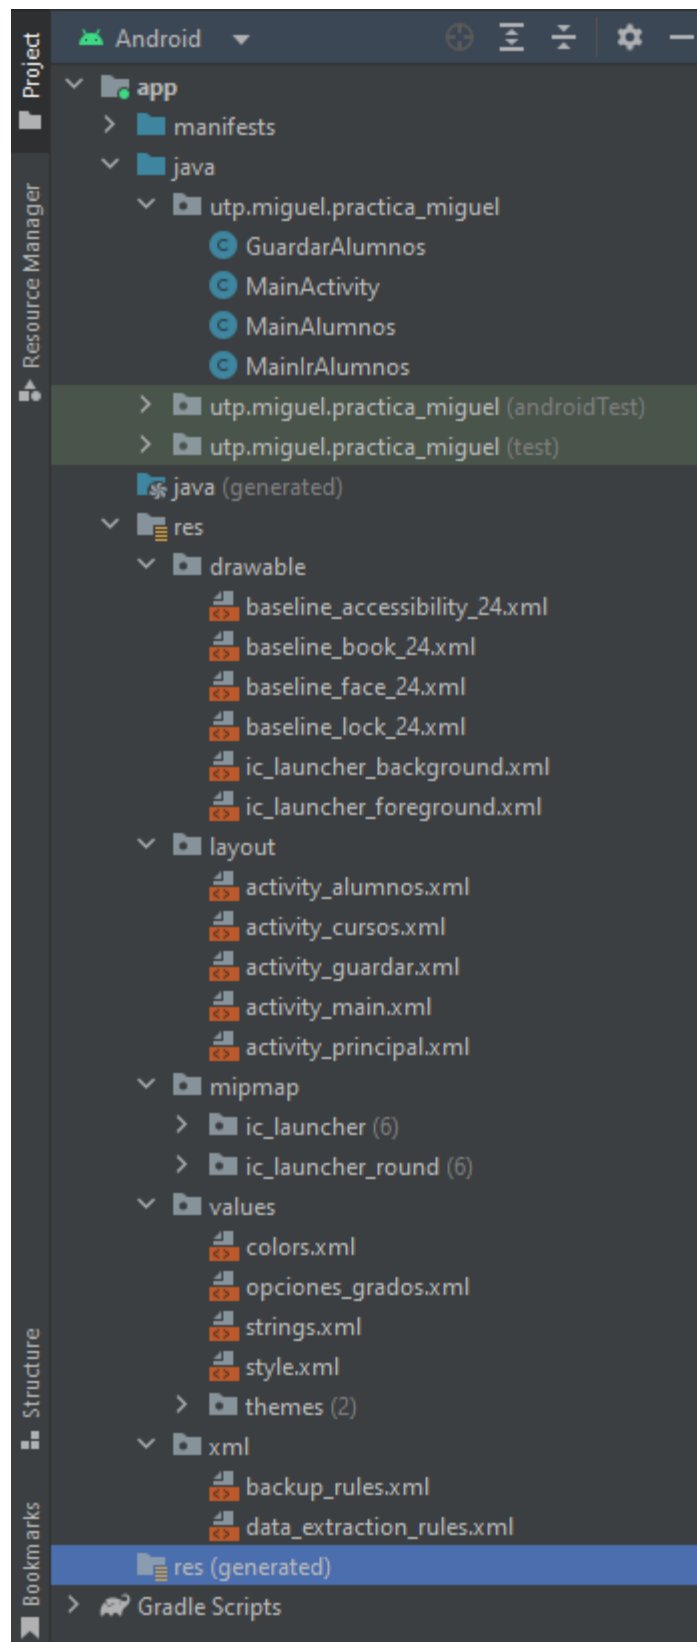 Android
app
manifests
java
utp.miguel.practica_miguel
GuardarAlumnos
MainActivity
MainAlumnos
MainIrAlumnos
utp.miguel.practica_miguel (androidTest)
utp.miguel.practica_miguel (test)
java (generated)
res
drawable
baseline_accessibility_24.xml
baseline_book_24.xml
baseline_face_24.xml
baseline_lock_24.xml
ic_launcher_background.xml
ic_launcher_foreground.xml
layout
activity_alumnos.xml
activity_cursos.xml
activity_guardar.xml
activity_main.xml
activity_principal.xml
mipmap
ic_launcher (6)
ic_launcher_round (6)
values
colors.xml
opciones_grados.xml
strings.xml
style.xml
themes (2)
xml
backup_rules.xml
data_extraction_rules.xml
res (generated)
Gradle Scripts
Project
Resource Manager
Structure
Bookmarks